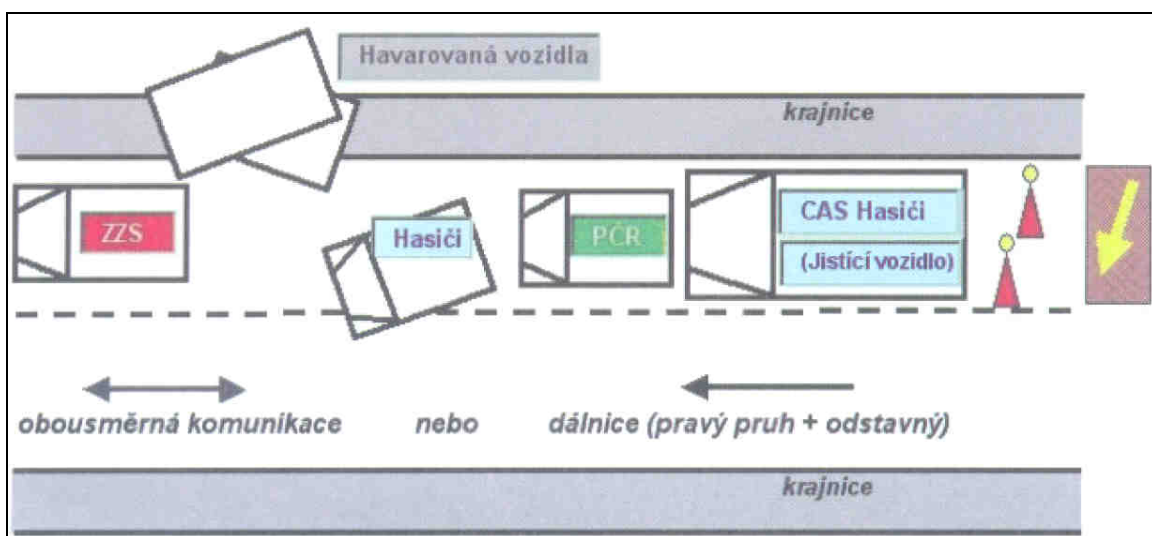 Havarovaná vozidla
krajnice
ZZS
Hasiči
PČR
CAS Hasiči
(Jistící vozidlo)
obousměrná komunikace nebo dálnice (pravý pruh + odstavný)
krajnice